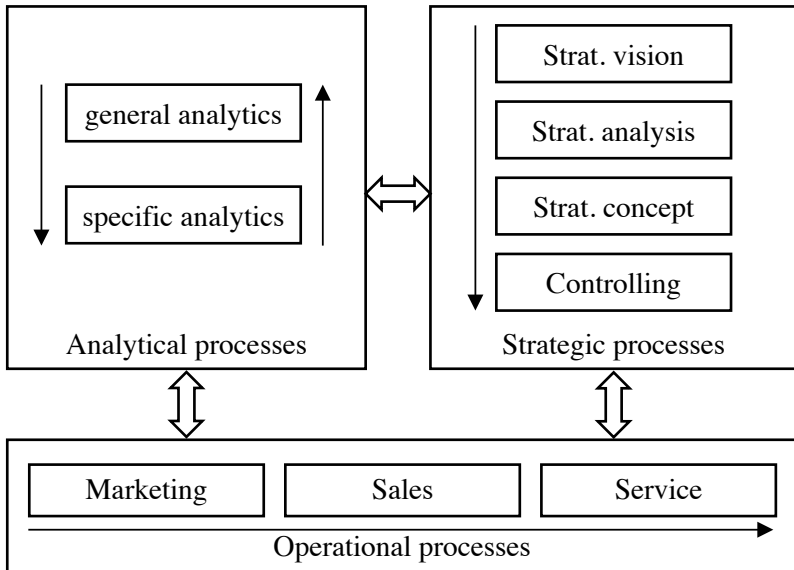 general analytics
specific analytics
Analytical processes
Strat. vision
Strat. analysis
Strat. concept
Controlling
Strategic processes
Marketing
Sales
Service
Operational processes